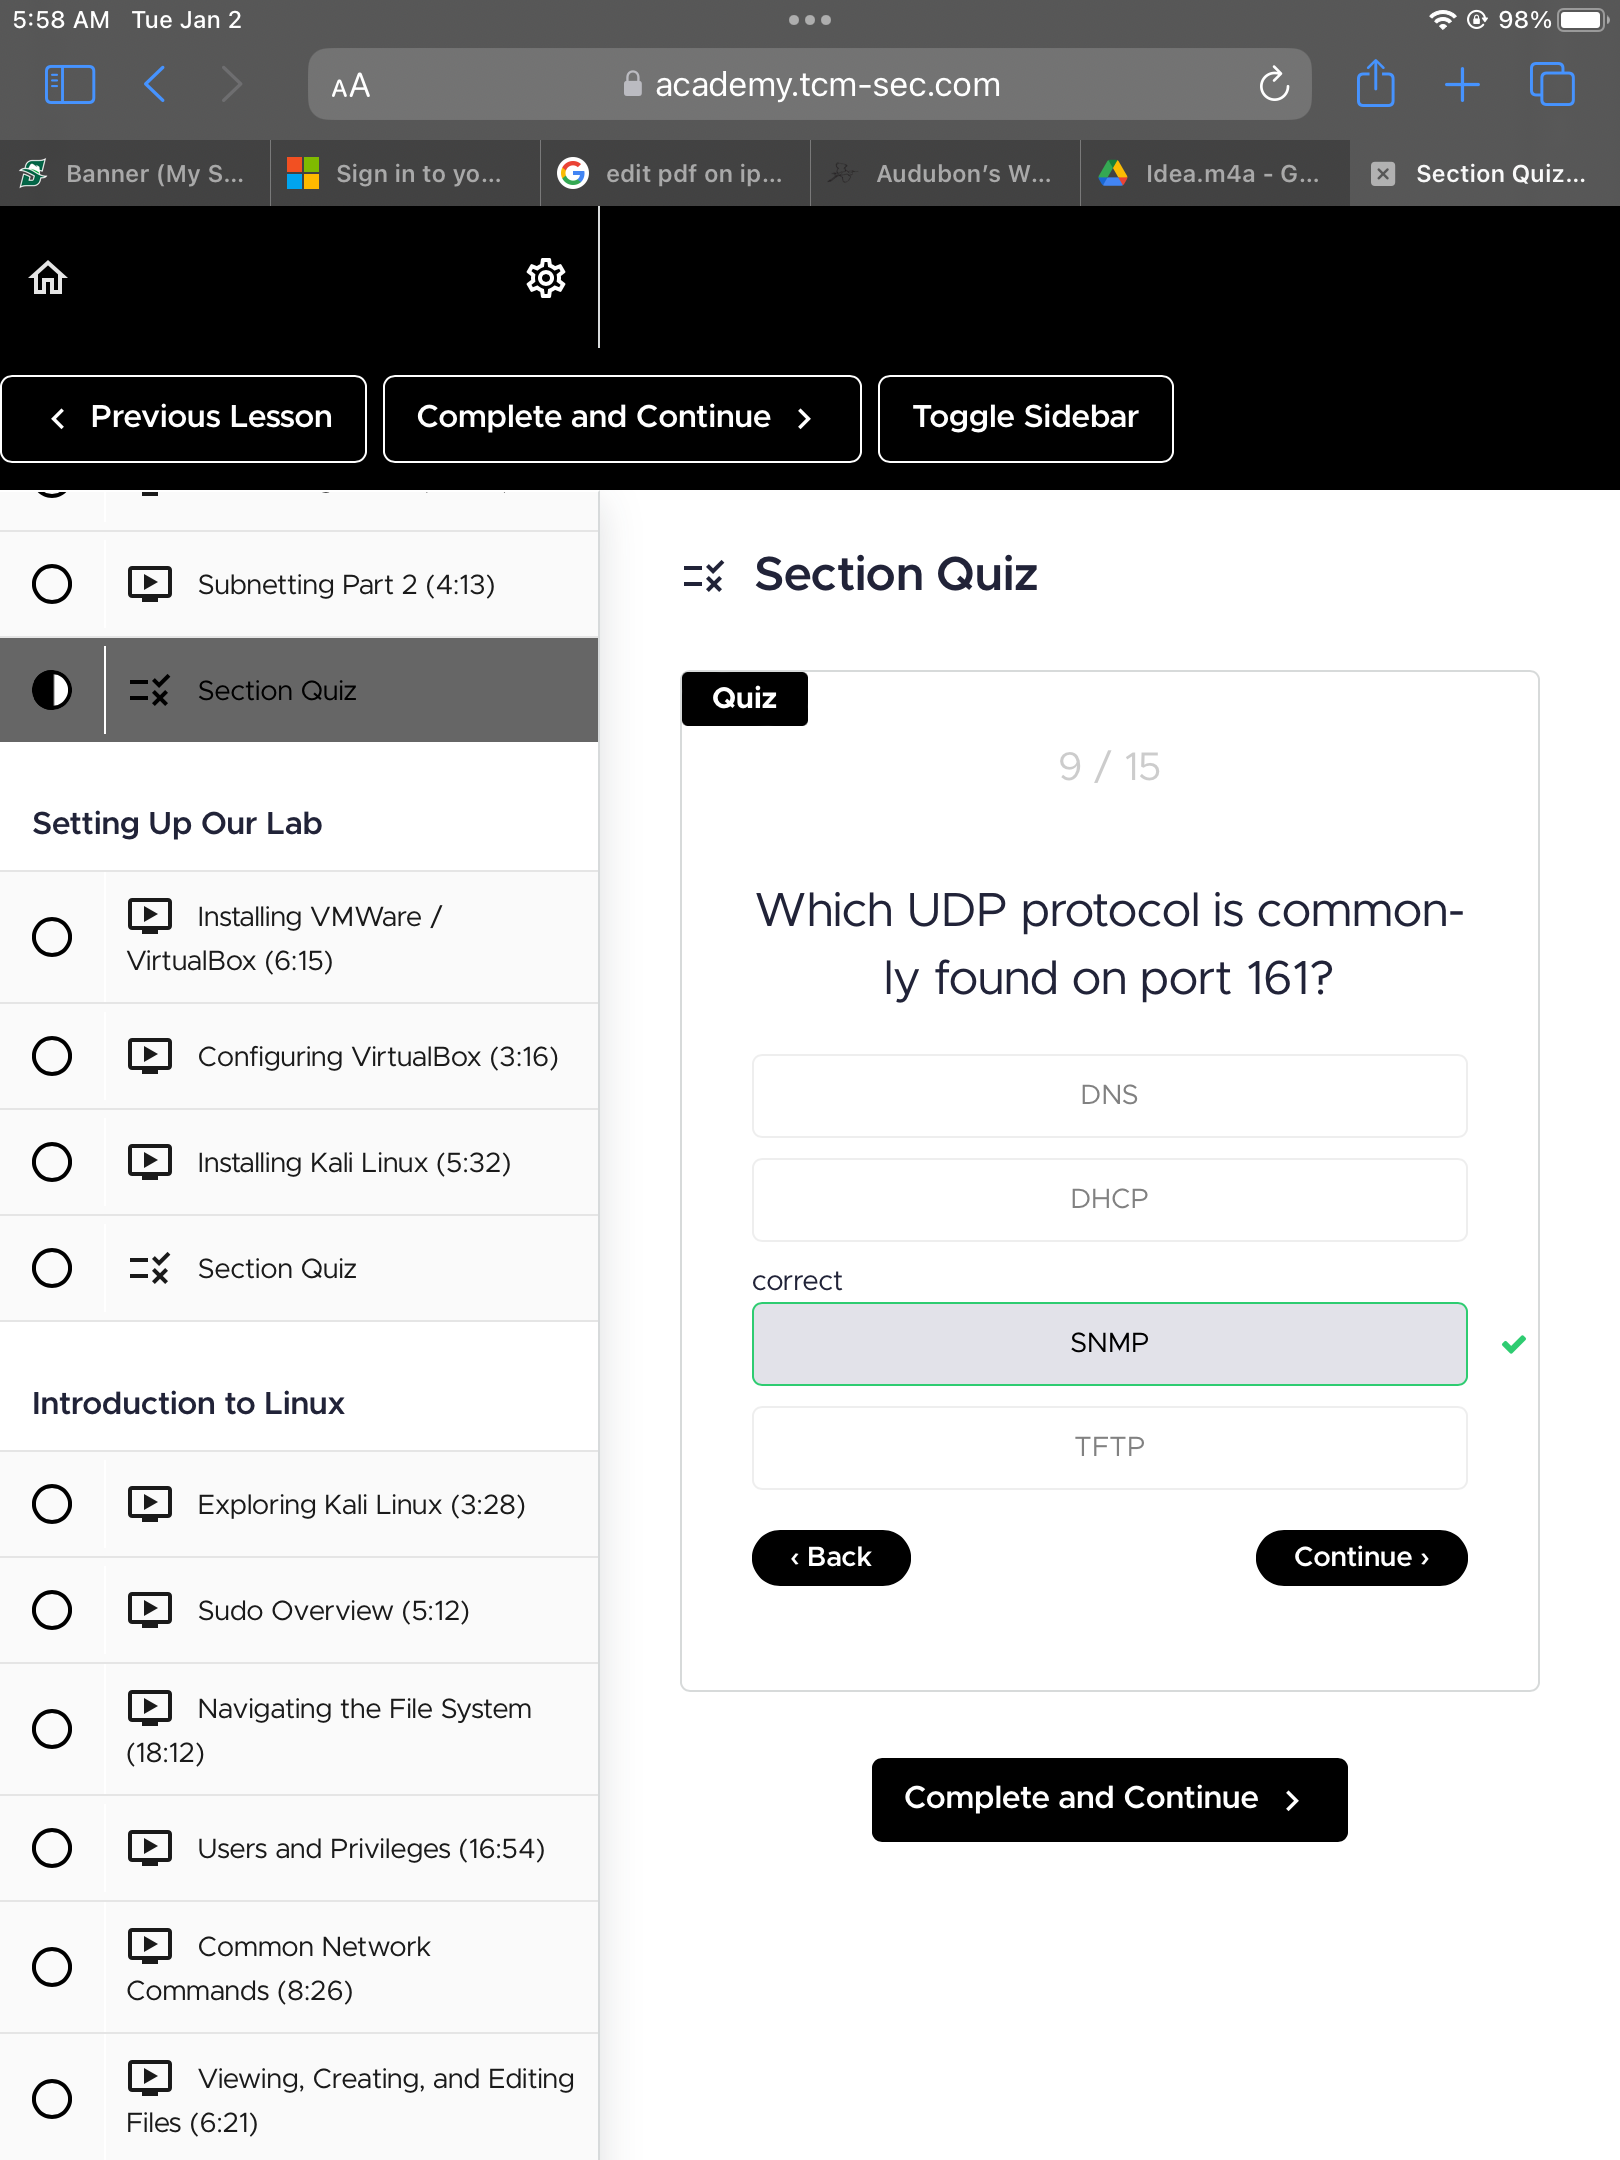 5:58 AM Tue Jan 2
98%
AA
academy.tcm-sec.com
Banner (My S...
Sign in to yo...
edit pdf on ip...
Audubon’s W...
Idea.m4a - G...
Section Quiz...
Previous Lesson
Complete and Continue
Toggle Sidebar
Subnetting Part 2 (4:13)
Section Quiz
Setting Up Our Lab
Installing VMWare /
VirtualBox (6:15)
Configuring VirtualBox (3:16)
Installing Kali Linux (5:32)
Section Quiz
Introduction to Linux
Exploring Kali Linux (3:28)
Sudo Overview (5:12)
Navigating the File System
(18:12)
Users and Privileges (16:54)
Common Network
Commands (8:26)
Viewing, Creating, and Editing
Files (6:21)
Section Quiz
Quiz
9 / 15
Which UDP protocol is common-
ly found on port 161?
DNS
DHCP
correct
SNMP
TFTP
‹ Back
Continue ›
Complete and Continue